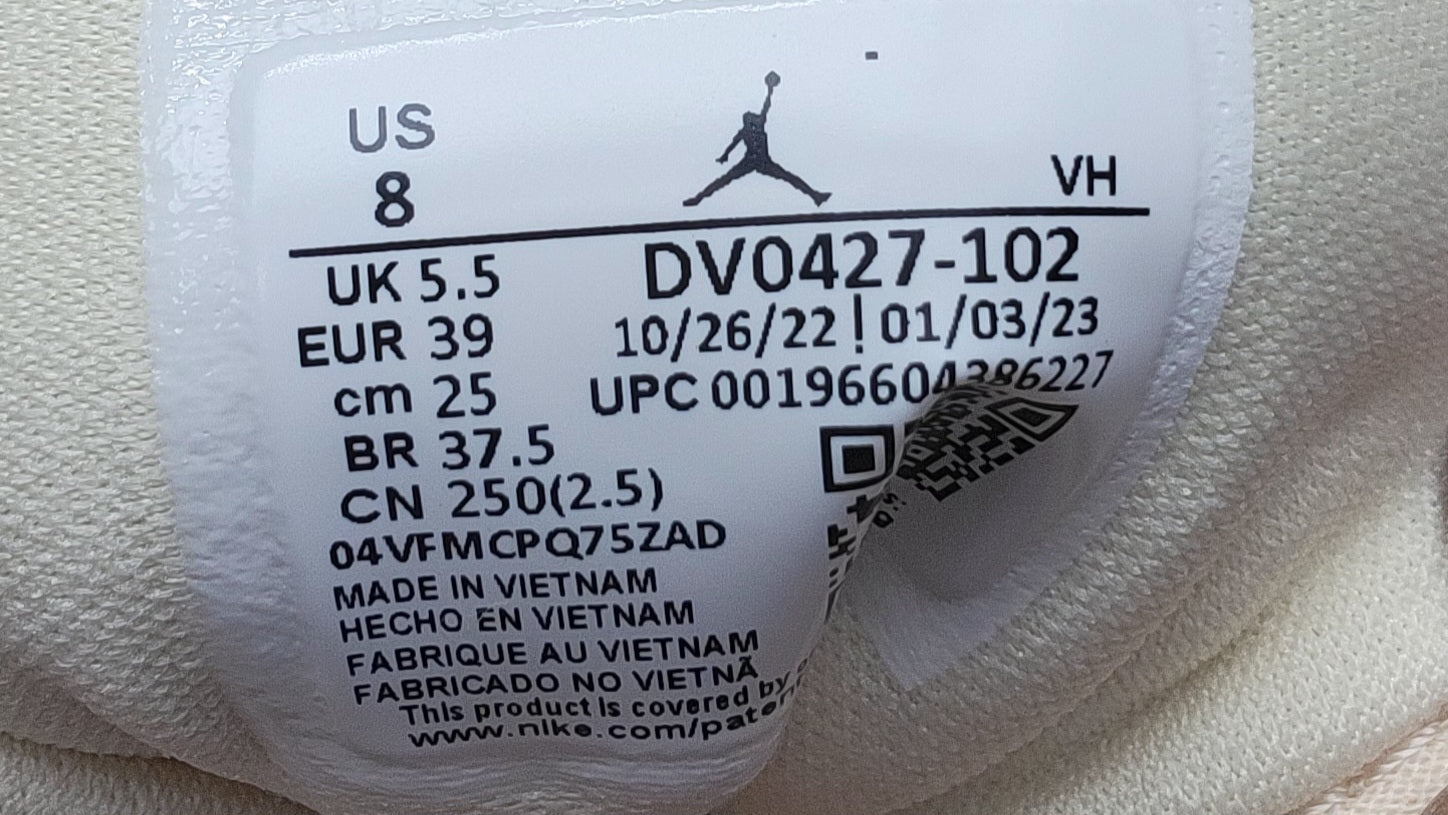 US
8
VH
UK 5.5
DV0427-102
EUR 39
10/26/22 ! 01/03/23
cm 25
UPC 00196604386227
BR 37.5
CN 250(2.5)
04VFMCPQ75ZAD
MADE IN VIETNAM
HECHO EN VIETNAM
FABRIQUE AU VIETNAM
FABRICADO NO VIETNÃ
This product is covered by
www.nike.com/paten